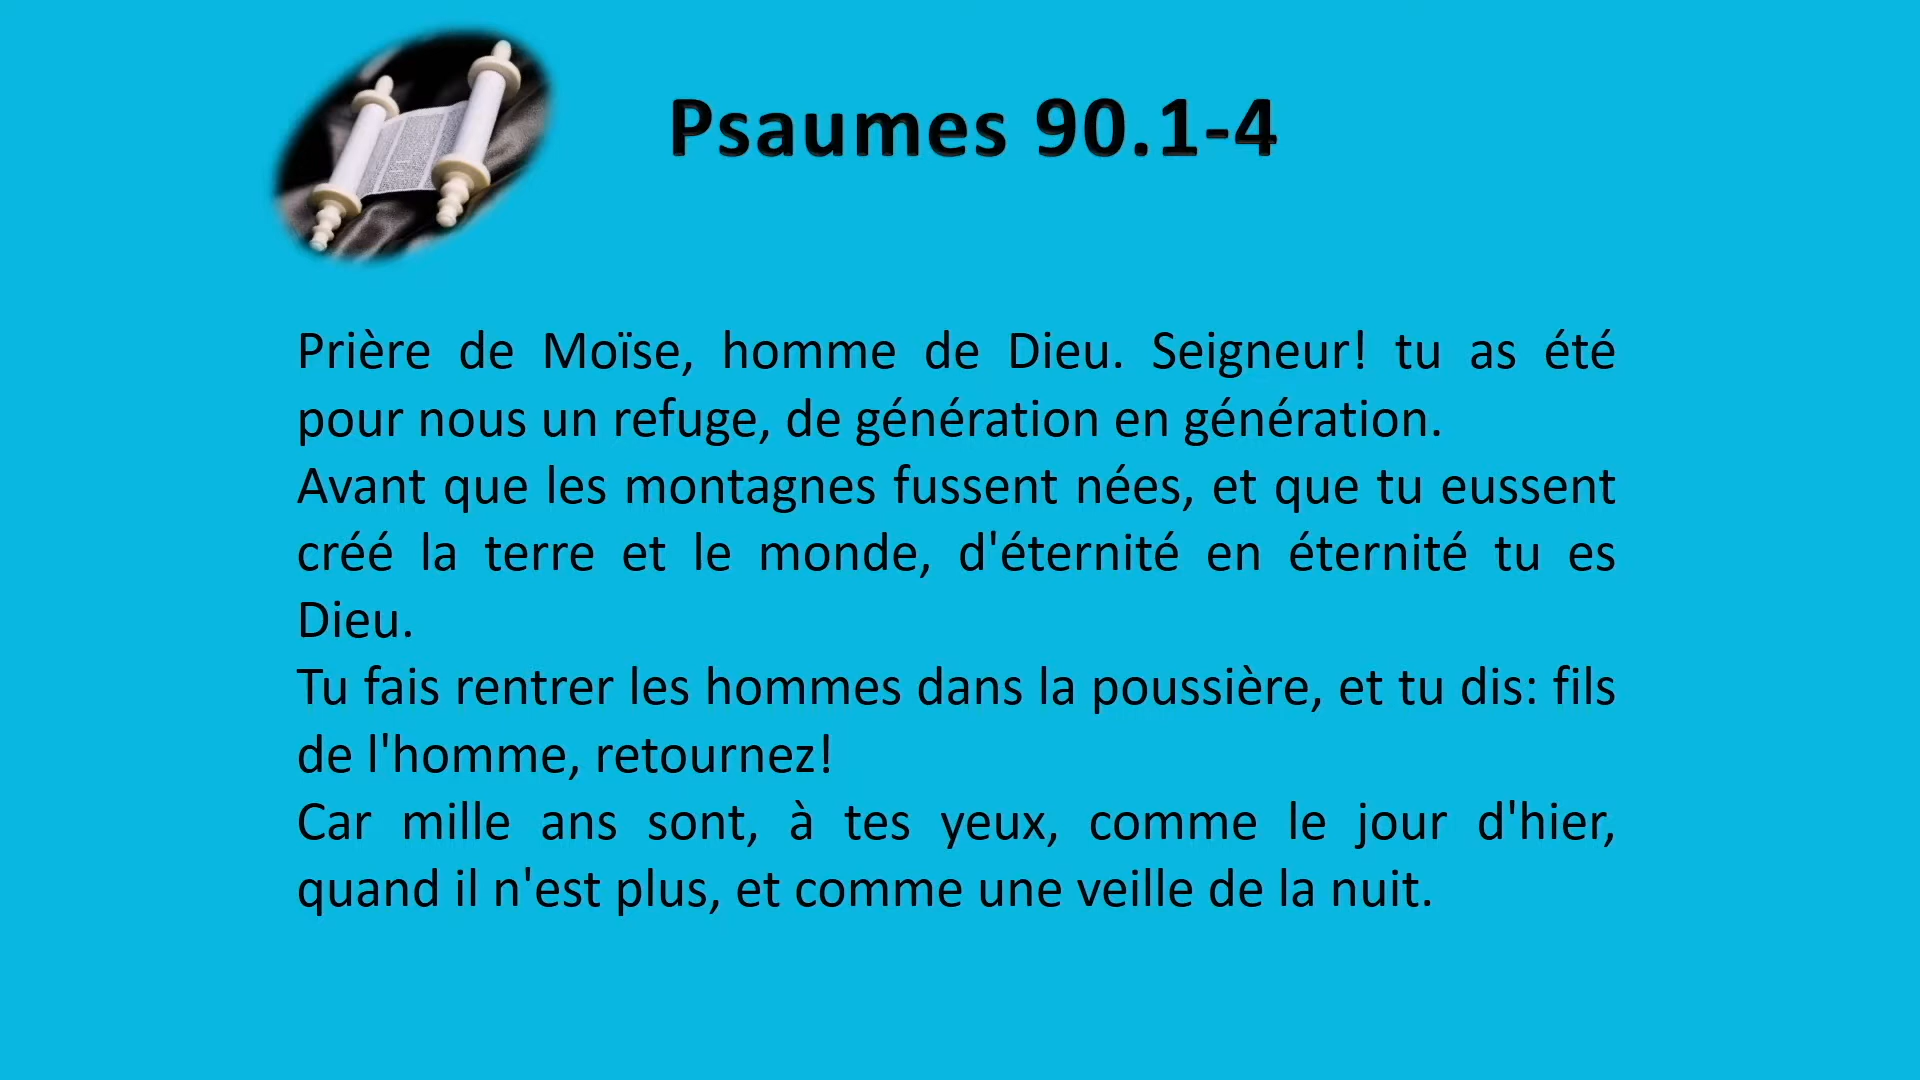 Psaumes 90.1-4
Prière de Moïse, homme de Dieu. Seigneur! tu as été
pour nous un refuge, de génération en génération.
Avant que les montagnes fussent nées, et que tu eussent
créé la terre et le monde, d'éternité en éternité tu es
Dieu.
Tu fais rentrer les hommes dans la poussière, et tu dis: fils
de l'homme, retournez!
Car mille ans sont, à tes yeux, comme le jour d'hier,
quand il n'est plus, et comme une veille de la nuit.